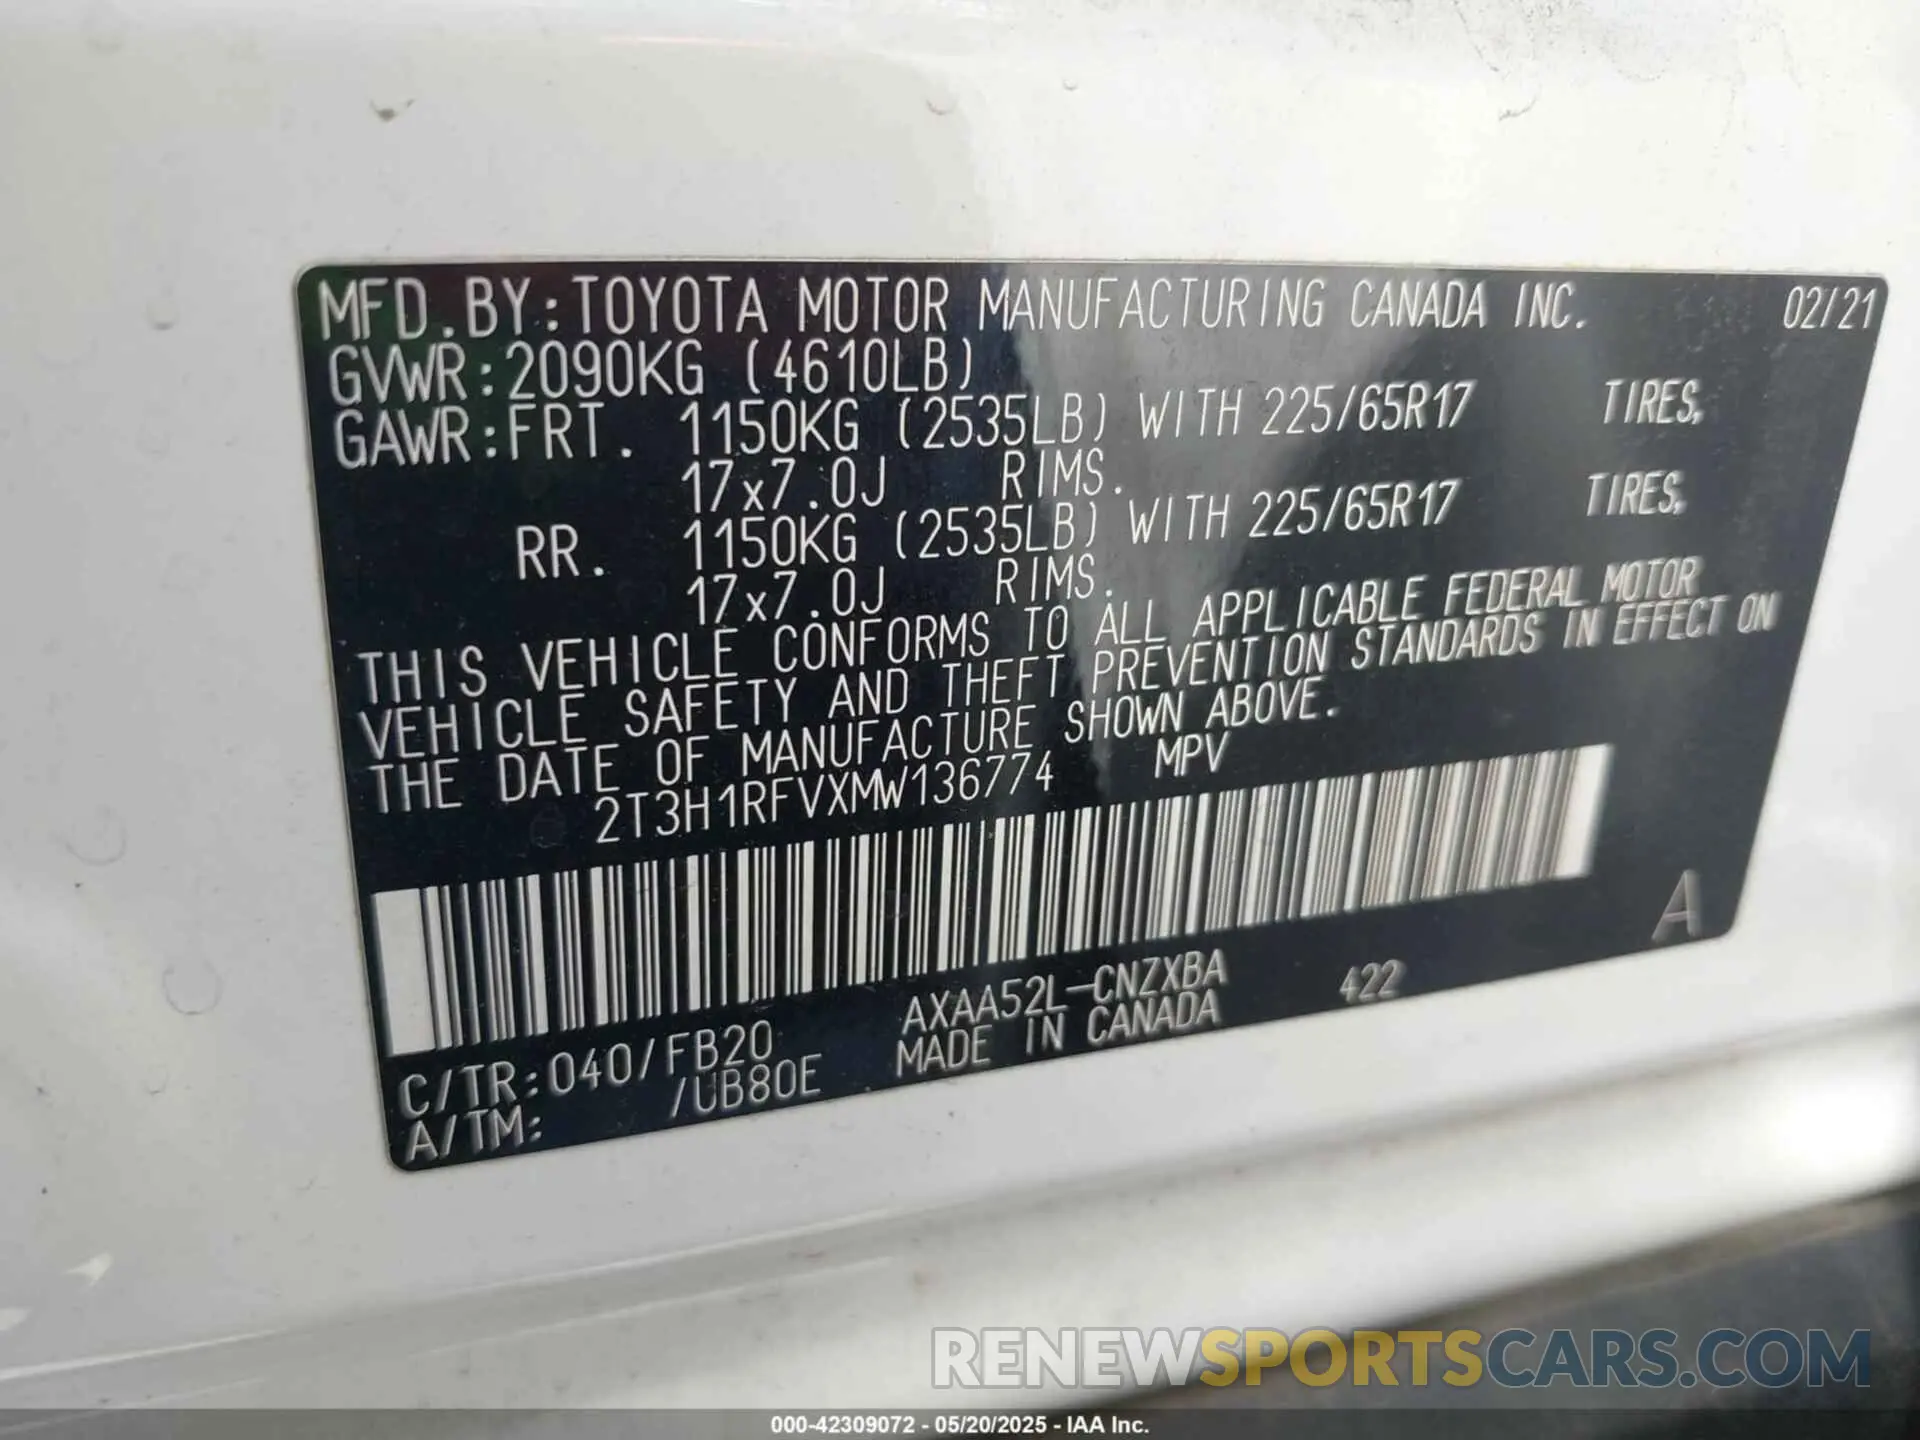 MFD.BY:TOYOTA MOTOR MANUFACTURING CANADA INC. 02/21
GVWR:2090KG (4610LB)
GAWR:FRT. 1150KG (2535LB) WITH 225/65R17 TIRES,
17x7.0J RIMS.
RR. 1150KG (2535LB) WITH 225/65R17 TIRES,
17x7.0J RIMS.
THIS VEHICLE CONFORMS TO ALL APPLICABLE FEDERAL MOTOR
VEHICLE SAFETY AND THEFT PREVENTION STANDARDS IN EFFECT ON
THE DATE OF MANUFACTURE SHOWN ABOVE.
2T3H1RFVXMW136774 MPV
A
C/TR:040/FB20 AXAA52L-CNZXBA 422
A/TM: /UB80E MADE IN CANADA
RENEWSPORTSCARS.COM
000-42309072 - 05/20/2025 - IAA Inc.